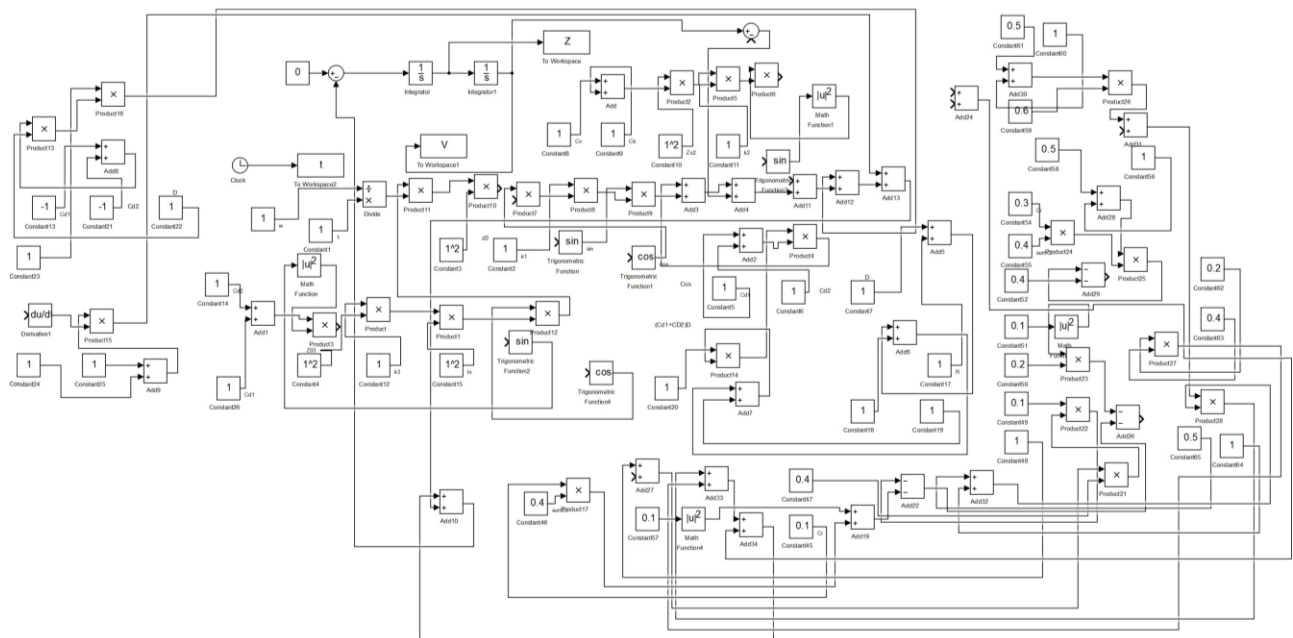 0.5
Constant61
1
Constant60
Z
To Workspace
0
1
s
Integrator
1
s
Integrator1
Product16
Product13
Add
Product2
Product5
Product6
|u|²
Math
Function1
Add24
Add30
0.6
Constant59
Product26
Add31
1
Constant56
V
To Workspace1
1
Constant8
Cv
1
Constant9
1^2
Constant10
Zo2
1
Constant11
k2
sin
Add8
0.5
Constant58
Clock
t
To Workspace2
-1
Cd1
Constant13
-1
Cd2
Constant21
D
1
Constant22
÷
×
Divide
Product11
Product10
Product7
Product8
Product9
Add3
Add4
Add11
Add12
Add13
Add28
0.3
Constant54
0.4
Constant55
Product24
1
w
1
Constant1
t
1^2
Constant3
z0
1
Constant2
k1
sin
sin
Trigonometric
Function
cos
Trigonometric
Function1
Cos
Add2
Product4
Add5
Product25
1
Constant23
|u|²
Math
Function
0.4
Constant52
Add29
0.2
Constant62
1
Constant14
Cd2
1
Constant5
Cd1
1
Constant6
Cd2
D
1
Constant47
du/dt
Derivative1
Product15
Add1
Product3
Product
Product1
Product12
sin
Trigonometric
Function2
(Cd1+CD2)D
Add6
0.1
Constant51
|u|²
Math
0.4
Constant63
Product27
1
Constant24
1
Constant25
Add9
1^2
Constant4
1
Constant12
k3
1
Constant15
cos
Trigonometric
Function4
Product14
1
Constant20
Add7
1
Constant17
0.2
Constant50
Product23
1
Constant26
Cd1
1
Constant18
1
Constant19
0.1
Constant49
Product22
Add26
Product28
1
Constant48
0.5
Constant65
1
Constant64
Add10
0.4
Constant46
Product17
Add27
Add33
0.4
Constant47
Add22
Add32
Product21
0.1
Constant57
|u|²
Math
Function4
Add34
0.1
Constant45
Add19